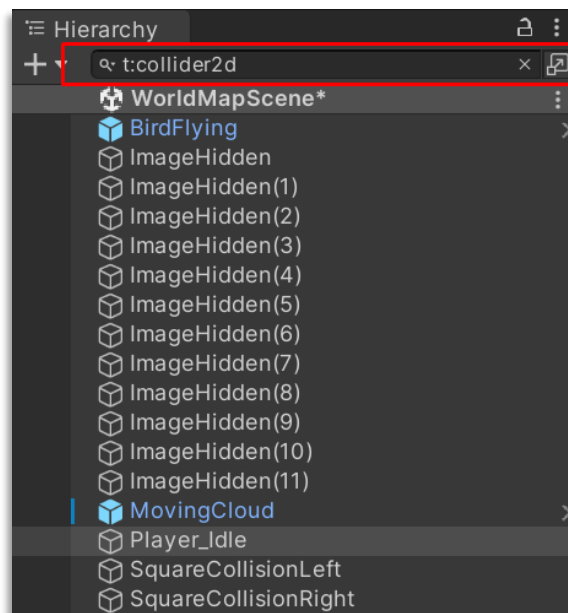 Hierarchy
t:collider2d
WorldMapScene*
BirdFlying
ImageHidden
ImageHidden(1)
ImageHidden(2)
ImageHidden(3)
ImageHidden(4)
ImageHidden(5)
ImageHidden(6)
ImageHidden(7)
ImageHidden(8)
ImageHidden(9)
ImageHidden(10)
ImageHidden(11)
MovingCloud
Player_Idle
SquareCollisionLeft
SquareCollisionRight